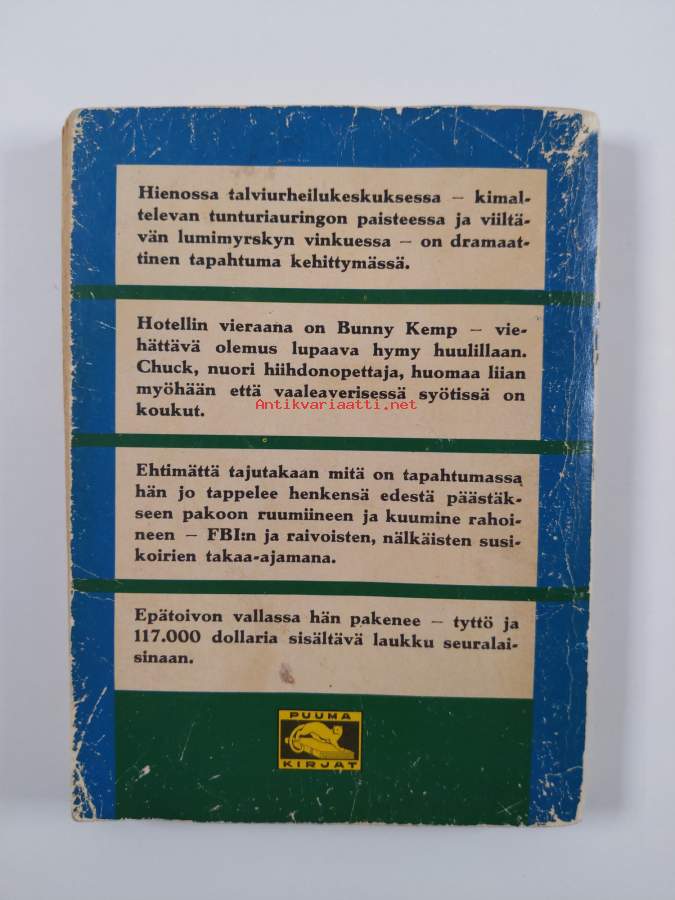 Hienossa talviurheilukeskuksessa – kimal-
televan tunturiauringon paisteessa ja viiltä-
vän lumimyrskyn vinkuessa – on dramaat-
tinen tapahtuma kehittymässä.
Hotellin vieraana on Bunny Kemp – vie-
hättävä olemus lupaava hymy huulillaan.
Chuck, nuori hiihdonopettaja, huomaa liian
myöhään että vaaleaverisessä syötissä on
koukut.
Antikvariaatti.net
Ehtimättä tajutakaan mitä on tapahtumassa
hän jo tappelee henkensä edestä päästäk-
seen pakoon ruumiineen ja kuumine rahoi-
neen – FBI:n ja raivoisten, nälkäisten susi-
koirien takaa-ajamana.
Epätoivon vallassa hän pakenee – tyttö ja
117.000 dollaria sisältävä laukku seuralai-
sinaan.
PUUMA
KIRJAT